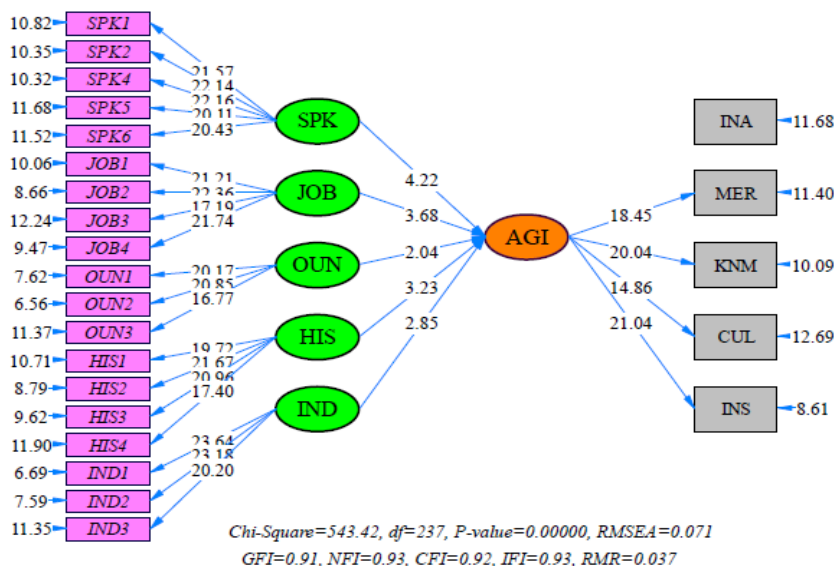 10.82 SPK1
10.35 SPK2
10.32 SPK4
11.68 SPK5
11.52 SPK6
10.06 JOB1
8.66 JOB2
12.24 JOB3
9.47 JOB4
7.62 OUN1
6.56 OUN2
11.37 OUN3
10.71 HIS1
8.79 HIS2
9.62 HIS3
11.90 HIS4
6.69 IND1
7.59 IND2
11.35 IND3
21.57
22.14
22.16
20.11
20.43
21.21
22.36
17.19
21.74
20.17
20.85
16.77
19.72
21.67
20.96
17.40
23.64
23.18
20.20
SPK
JOB
OUN
HIS
IND
4.22
3.68
2.04
3.23
2.85
AGI
18.45
20.04
14.86
21.04
INA 11.68
MER 11.40
KNM 10.09
CUL 12.69
INS 8.61
Chi-Square=543.42, df=237, P-value=0.00000, RMSEA=0.071
GFI=0.91, NFI=0.93, CFI=0.92, IFI=0.93, RMR=0.037